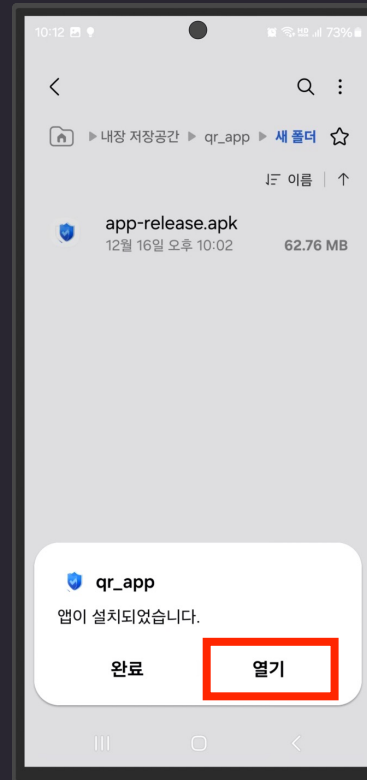 10:12
73%
내장 저장공간 ▶ qr_app ▶ 새 폴더
이름
app-release.apk
12월 16일 오후 10:02 62.76 MB
qr_app
앱이 설치되었습니다.
완료 열기